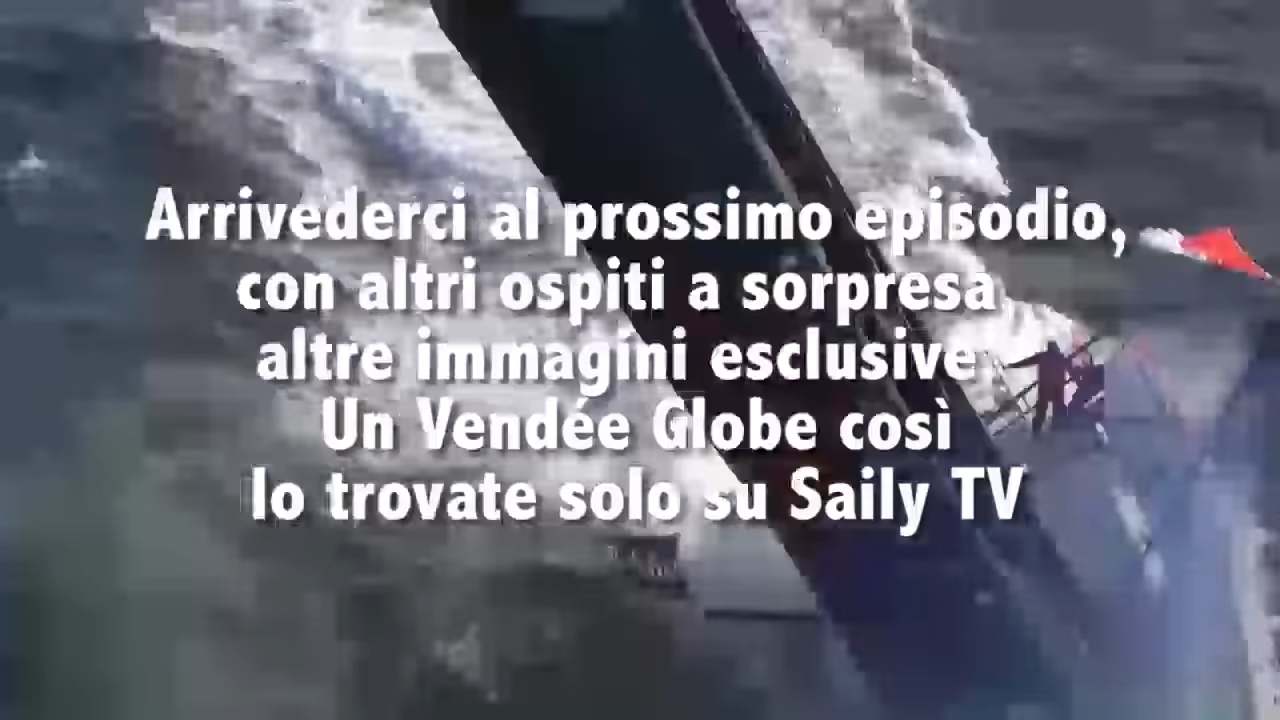 Arrivederci al prossimo episodio,
con altri ospiti a sorpresa
altre immagini esclusive.
Un Vendée Globe così
lo trovate solo su Saily TV